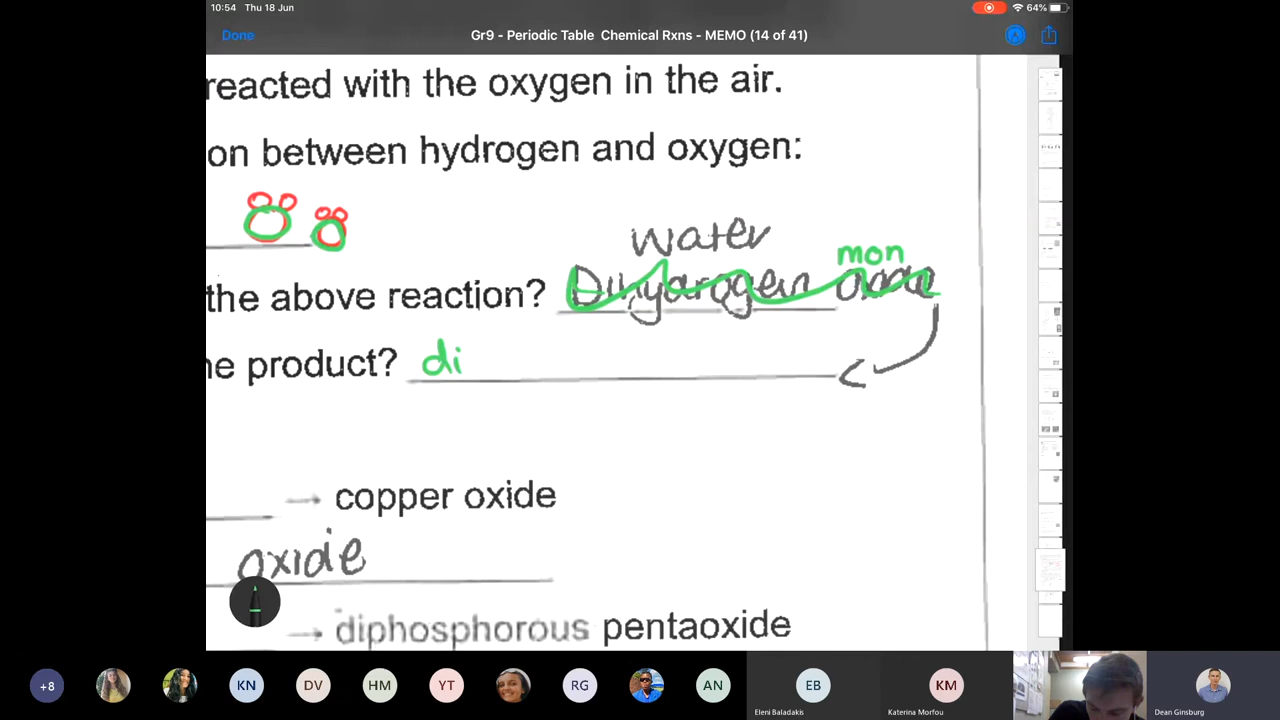 10:54 Thu 18 Jun 64%
Done Gr9 - Periodic Table Chemical Rxns - MEMO (14 of 41)
reacted with the oxygen in the air.
on between hydrogen and oxygen:
water
mon
the above reaction? Dihydrogen oxide
he product? di
→ copper oxide
oxide
→ diphosphorous pentaoxide
+8 KN DV HM YT RG AN EB KM
Eleni Baladakis Katerina Morfou Dean Ginsburg